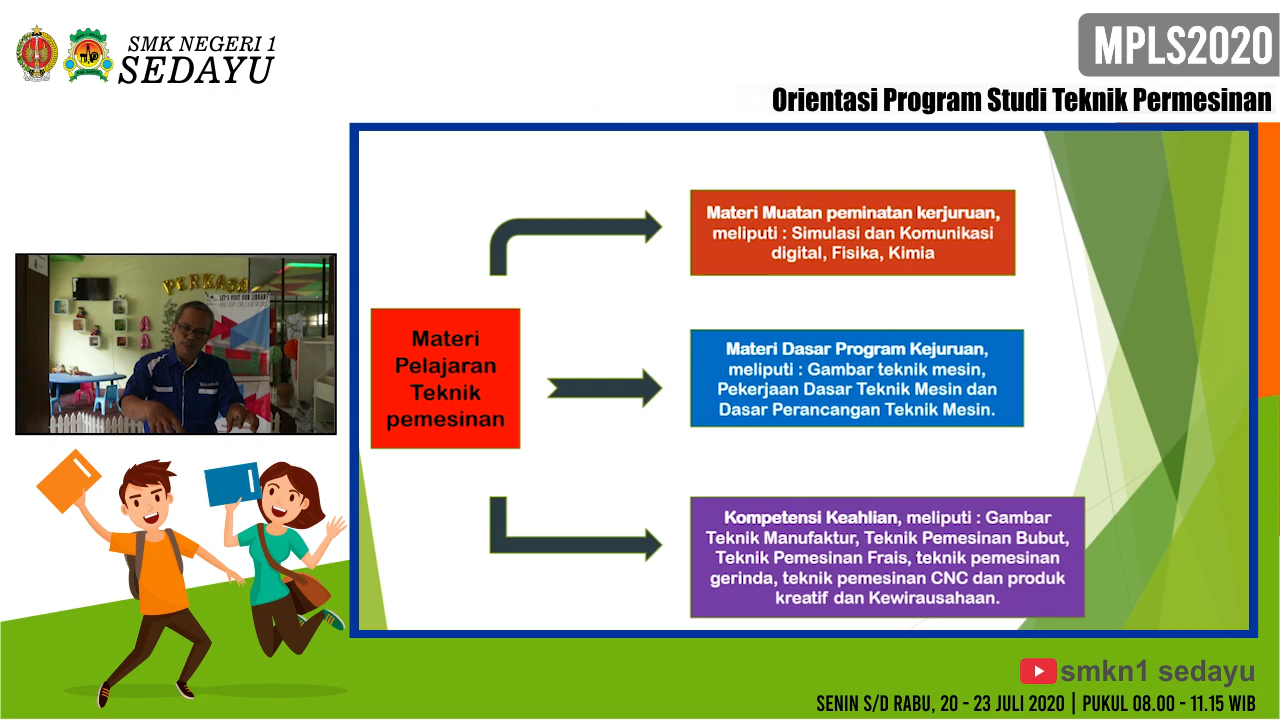 SMK NEGERI 1
SEDAYU
MPLS2020
Orientasi Program Studi Teknik Permesinan
Materi Muatan peminatan kerjuruan,
meliputi : Simulasi dan Komunikasi
digital, Fisika, Kimia
LET'S VISIT OUR LIBRARY
Materi
Pelajaran
Teknik
pemesinan
Materi Dasar Program Kejuruan,
meliputi : Gambar teknik mesin,
Pekerjaan Dasar Teknik Mesin dan
Dasar Perancangan Teknik Mesin.
Kompetensi Keahlian, meliputi : Gambar
Teknik Manufaktur, Teknik Pemesinan Bubut,
Teknik Pemesinan Frais, teknik pemesinan
gerinda, teknik pemesinan CNC dan produk
kreatif dan Kewirausahaan.
smkn1 sedayu
SENIN S/D RABU, 20 - 23 JULI 2020 | PUKUL 08.00 - 11.15 WIB